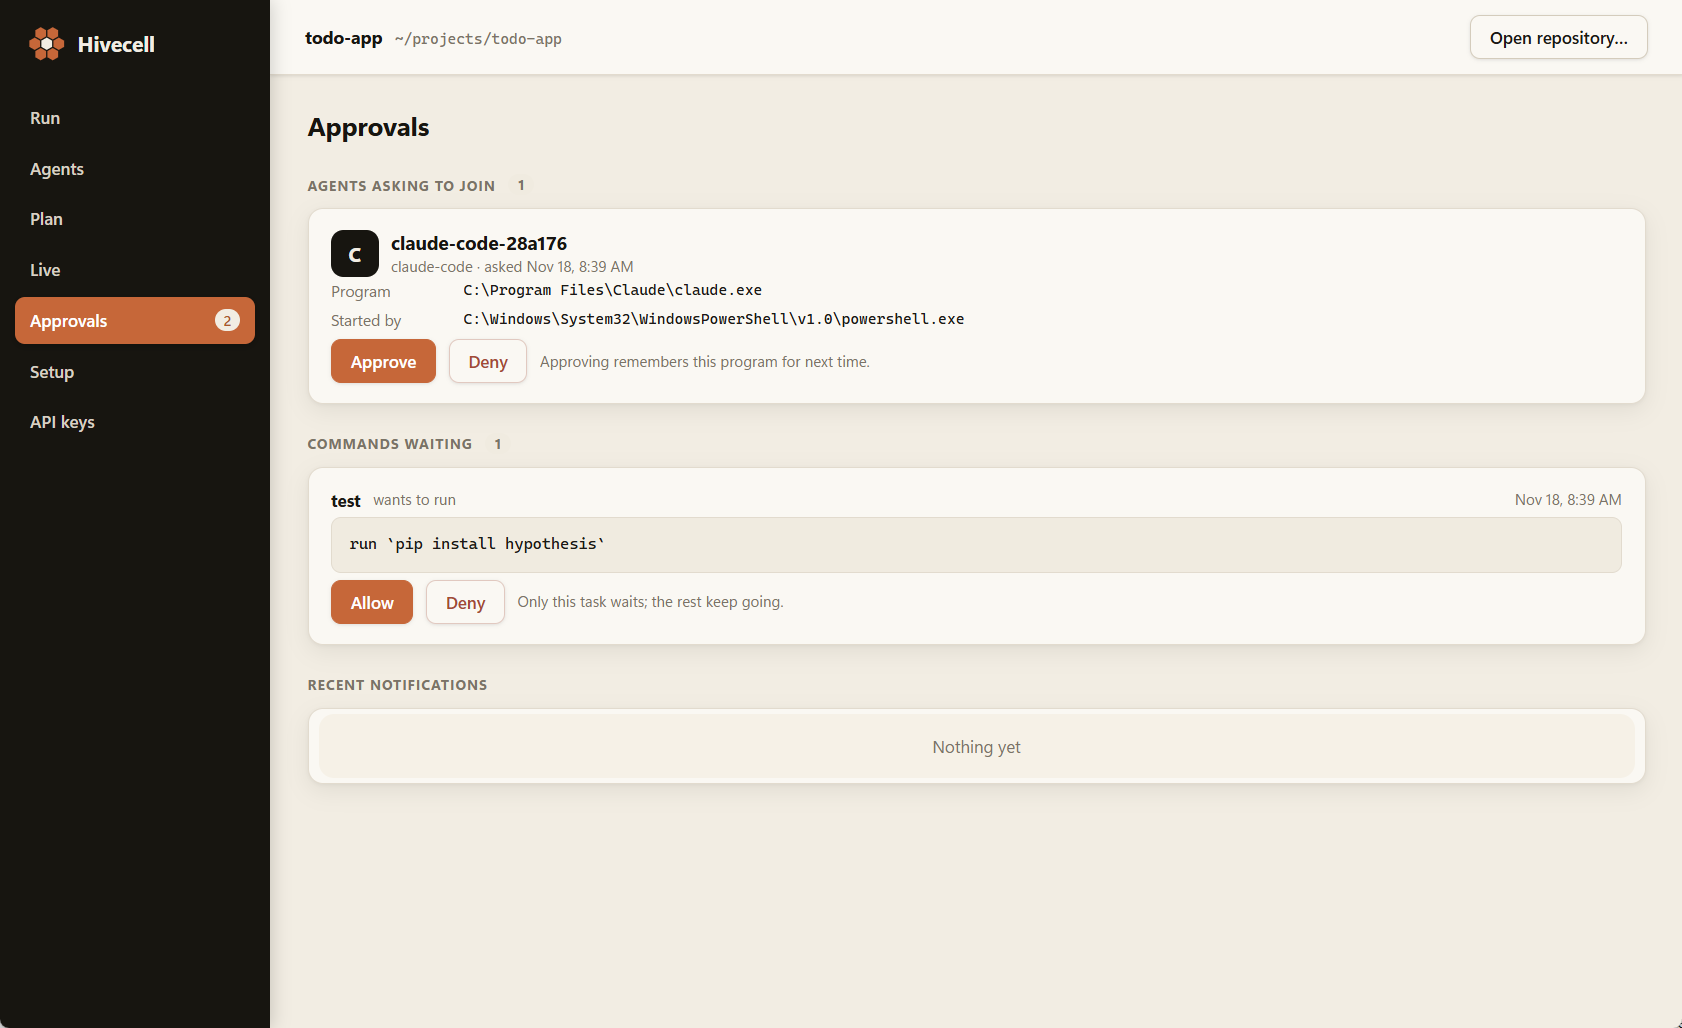 Hivecell
Run
Agents
Plan
Live
Approvals 2
Setup
API keys
todo-app ~/projects/todo-app
Open repository...
Approvals
AGENTS ASKING TO JOIN 1
C
claude-code-28a176
claude-code · asked Nov 18, 8:39 AM
Program C:\Program Files\Claude\claude.exe
Started by C:\Windows\System32\WindowsPowerShell\v1.0\powershell.exe
Approve Deny Approving remembers this program for next time.
COMMANDS WAITING 1
test wants to run Nov 18, 8:39 AM
run `pip install hypothesis`
Allow Deny Only this task waits; the rest keep going.
RECENT NOTIFICATIONS
Nothing yet